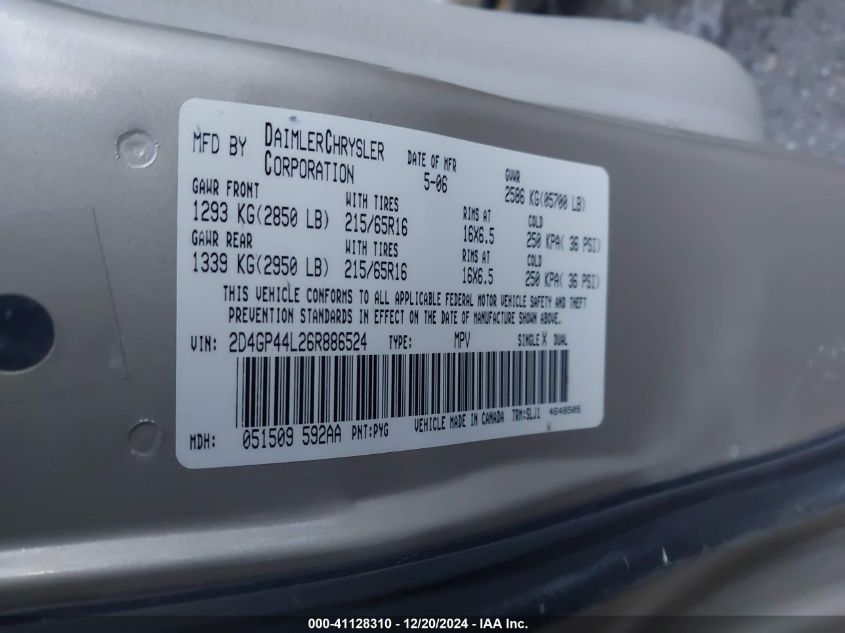 MFD BY DAIMLERCHRYSLER CORPORATION DATE OF MFR 5-06 GVWR 2586 KG(05700 LB)
GAWR FRONT WITH TIRES RIMS AT COLD
1293 KG(2850 LB) 215/65R16 16X6.5 250 KPA( 36 PSI)
GAWR REAR WITH TIRES RIMS AT COLD
1339 KG(2950 LB) 215/65R16 16X6.5 250 KPA( 36 PSI)
THIS VEHICLE CONFORMS TO ALL APPLICABLE FEDERAL MOTOR VEHICLE SAFETY AND THEFT
PREVENTION STANDARDS IN EFFECT ON THE DATE OF MANUFACTURE SHOWN ABOVE.
VIN: 2D4GP44L26R886524 TYPE: MPV SINGLE X DUAL
MDH: 051509 592AA PNT:PYG VEHICLE MADE IN CANADA TRM:SLJ1 4648505
000-41128310 - 12/20/2024 - IAA Inc.